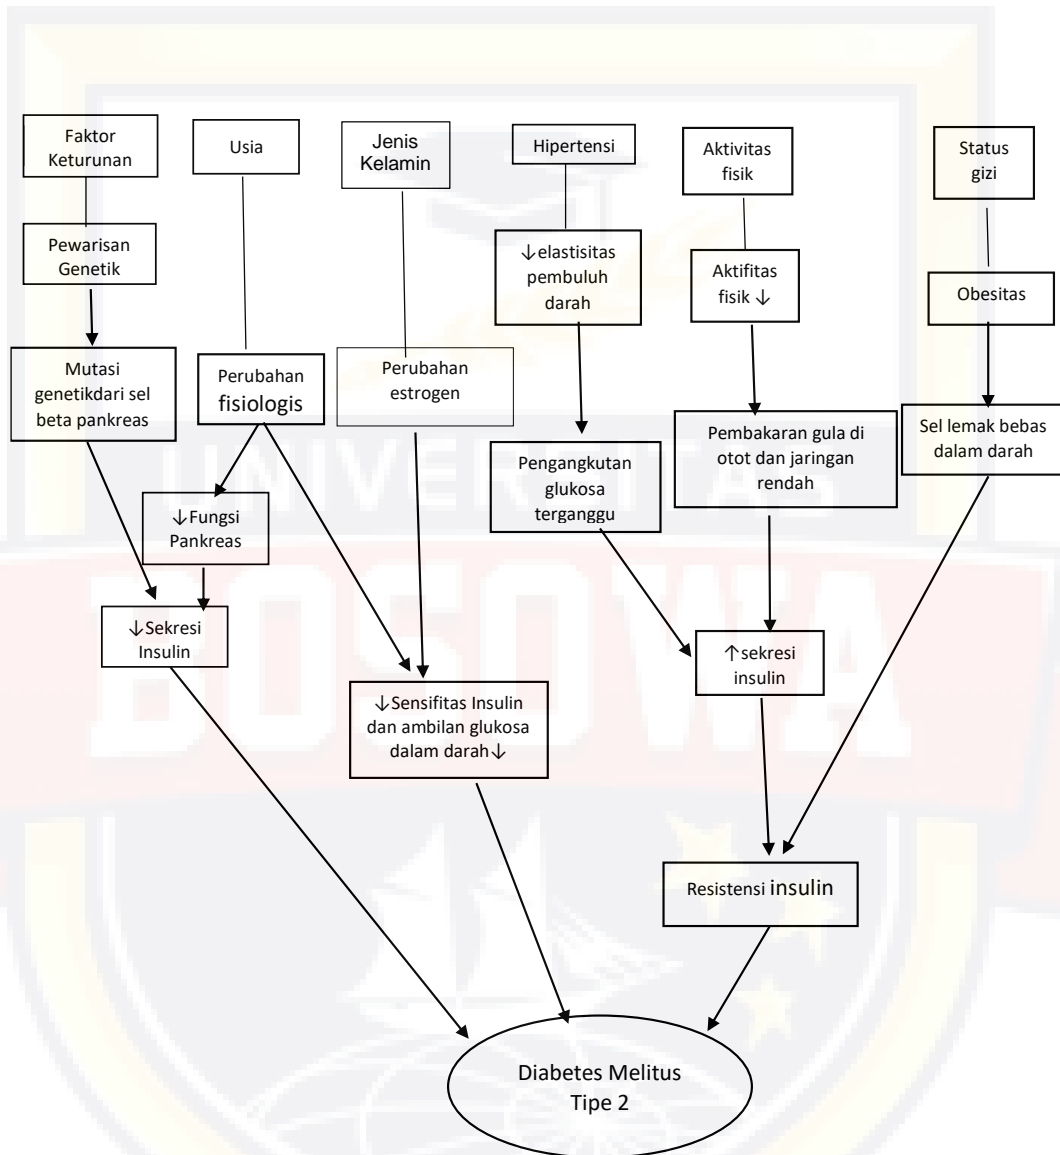 Faktor
Keturunan
Usia
Jenis
Kelamin
Hipertensi
Aktivitas
fisik
Status
gizi
Pewarisan
Genetik
↓elastisitas
pembuluh
darah
Aktifitas
fisik ↓
Obesitas
Mutasi
genetikdari sel
beta pankreas
Perubahan
fisiologis
Perubahan
estrogen
Pengangkutan
glukosa
terganggu
Pembakaran gula di
otot dan jaringan
rendah
Sel lemak bebas
dalam darah
↓Fungsi
Pankreas
↓Sekresi
Insulin
↓Sensifitas Insulin
dan ambilan glukosa
dalam darah↓
↑sekresi
insulin
Resistensi insulin
Diabetes Melitus
Tipe 2
UNIVERSITAS
BOSOWA